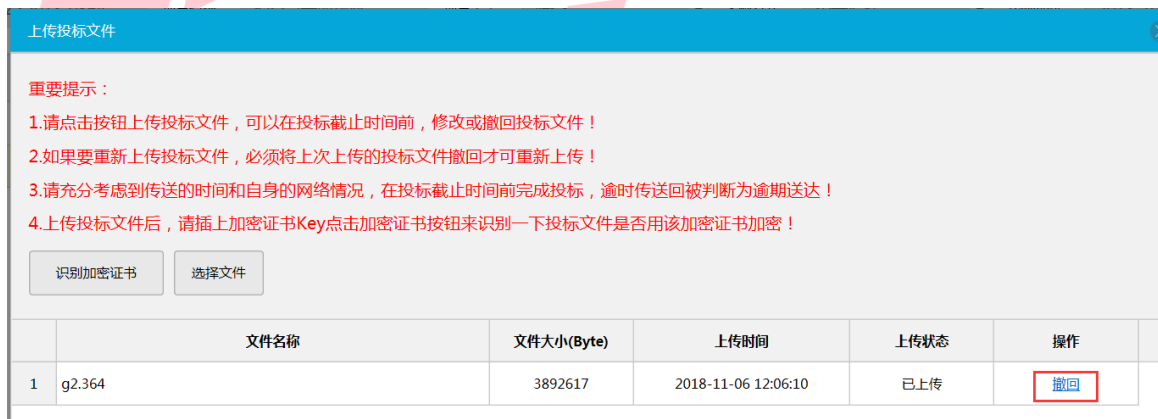 上传投标文件
重要提示：
1.请点击按钮上传投标文件，可以在投标截止时间前，修改或撤回投标文件！
2.如果要重新上传投标文件，必须将上次上传的投标文件撤回才可重新上传！
3.请充分考虑到传送的时间和自身的网络情况，在投标截止时间前完成投标，逾时传送回被判断为逾期送达！
4.上传投标文件后，请插上加密证书Key点击加密证书按钮来识别一下投标文件是否用该加密证书加密！
识别加密证书 选择文件
文件名称 文件大小(Byte) 上传时间 上传状态 操作
1 g2.364 3892617 2018-11-06 12:06:10 已上传 撤回